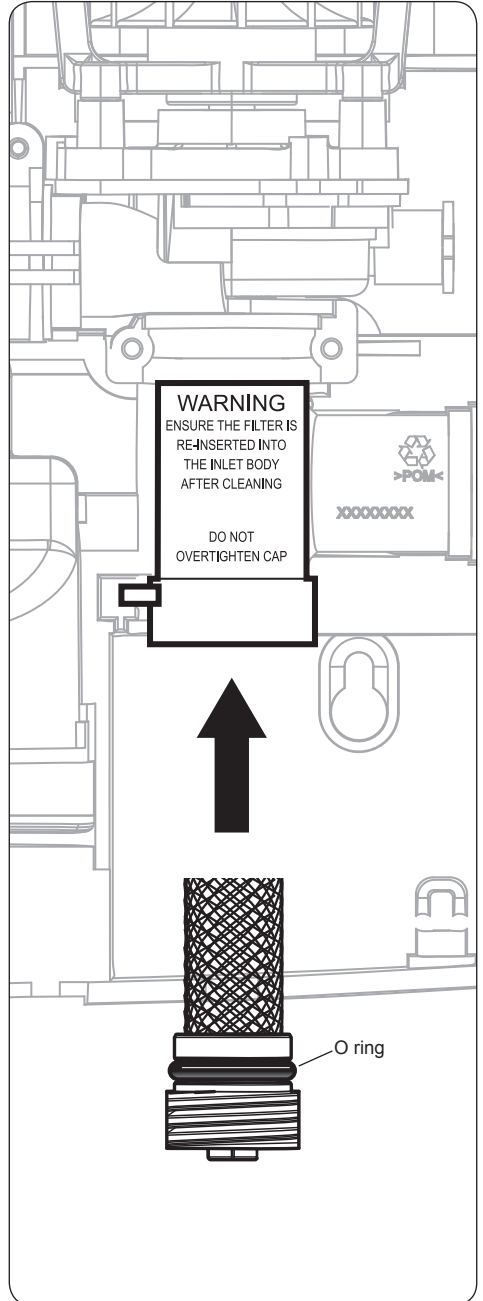 WARNING
ENSURE THE FILTER IS
RE-INSERTED INTO
THE INLET BODY
AFTER CLEANING
DO NOT
OVERTIGHTEN CAP
>POM<
XXXXXXXXX
O ring